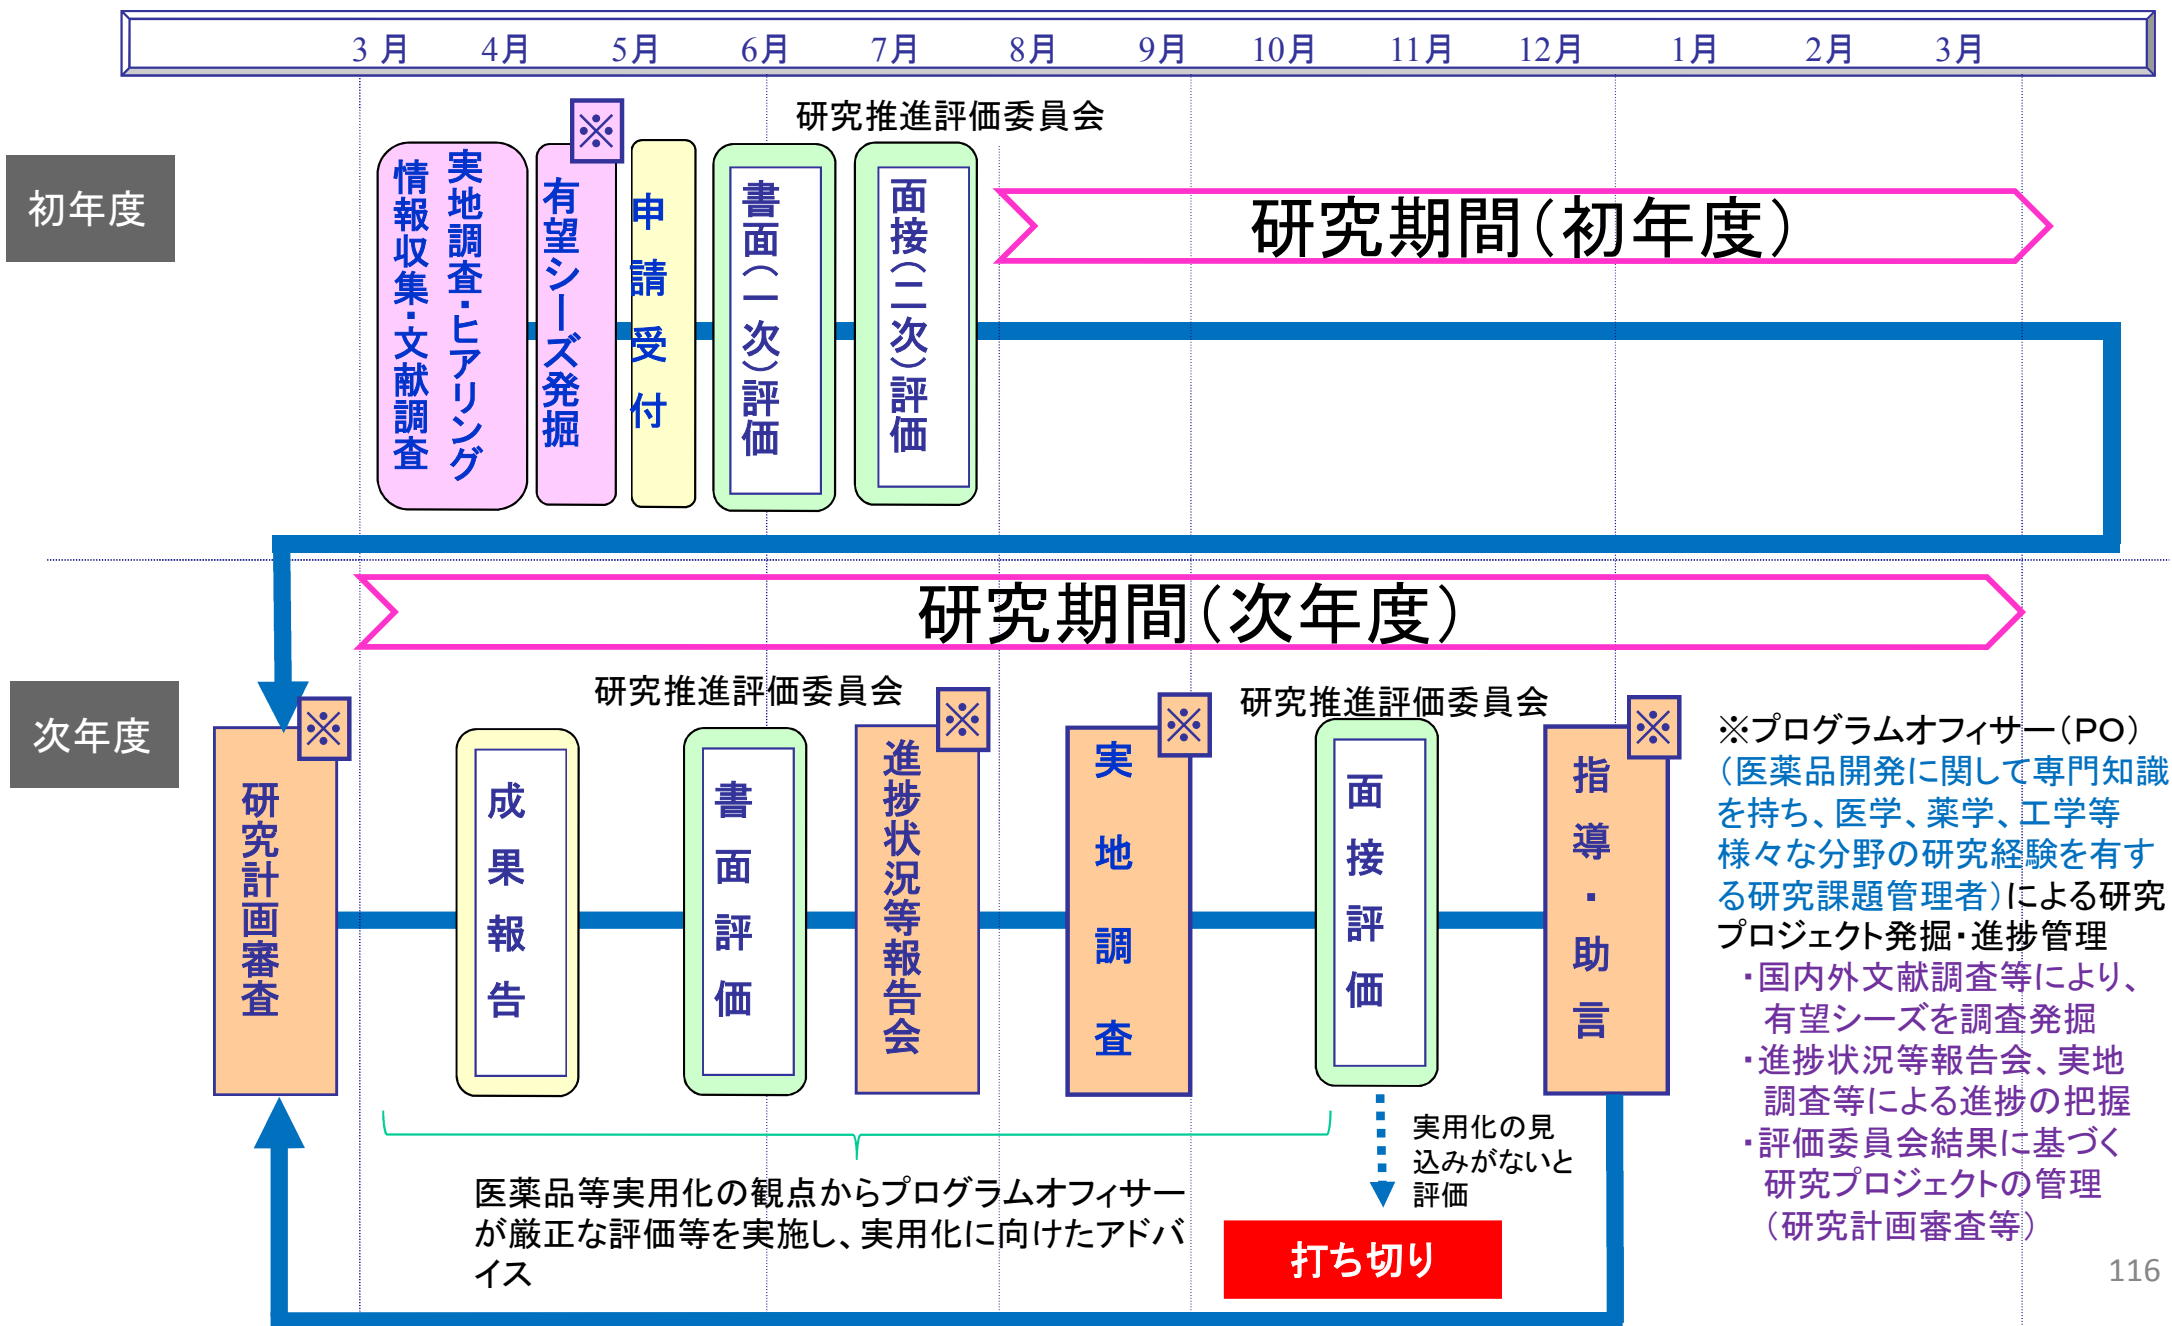 3 月 4月 5月 6月 7月 8月 9月 10月 11月 12月 1月 2月 3月
初年度
実地調査・ヒアリング
情報収集・文献調査
※
有望シーズ発掘
申請受付
研究推進評価委員会
書面(一次)評価
面接(二次)評価
研究期間(初年度)
研究期間(次年度)
次年度
※
研究計画審査
成果報告
研究推進評価委員会
書面評価
※
進捗状況等報告会
※
実地調査
研究推進評価委員会
面接評価
※
指導・助言
実用化の見
込みがないと
評価
打ち切り
医薬品等実用化の観点からプログラムオフィサー
が厳正な評価等を実施し、実用化に向けたアドバ
イス
※プログラムオフィサー(PO)
(医薬品開発に関して専門知識
を持ち、医学、薬学、工学等
様々な分野の研究経験を有す
る研究課題管理者)による研究
プロジェクト発掘・進捗管理
・国内外文献調査等により、
有望シーズを調査発掘
・進捗状況等報告会、実地
調査等による進捗の把握
・評価委員会結果に基づく
研究プロジェクトの管理
(研究計画審査等)
116